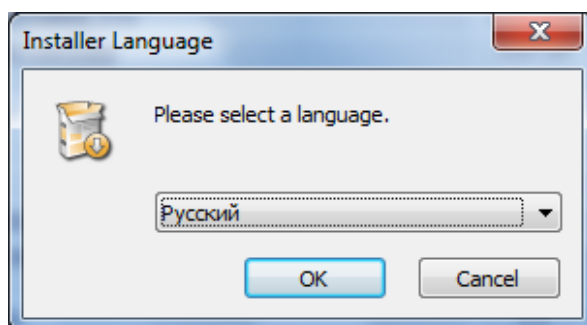 Installer Language
Please select a language.
Русский
OK
Cancel